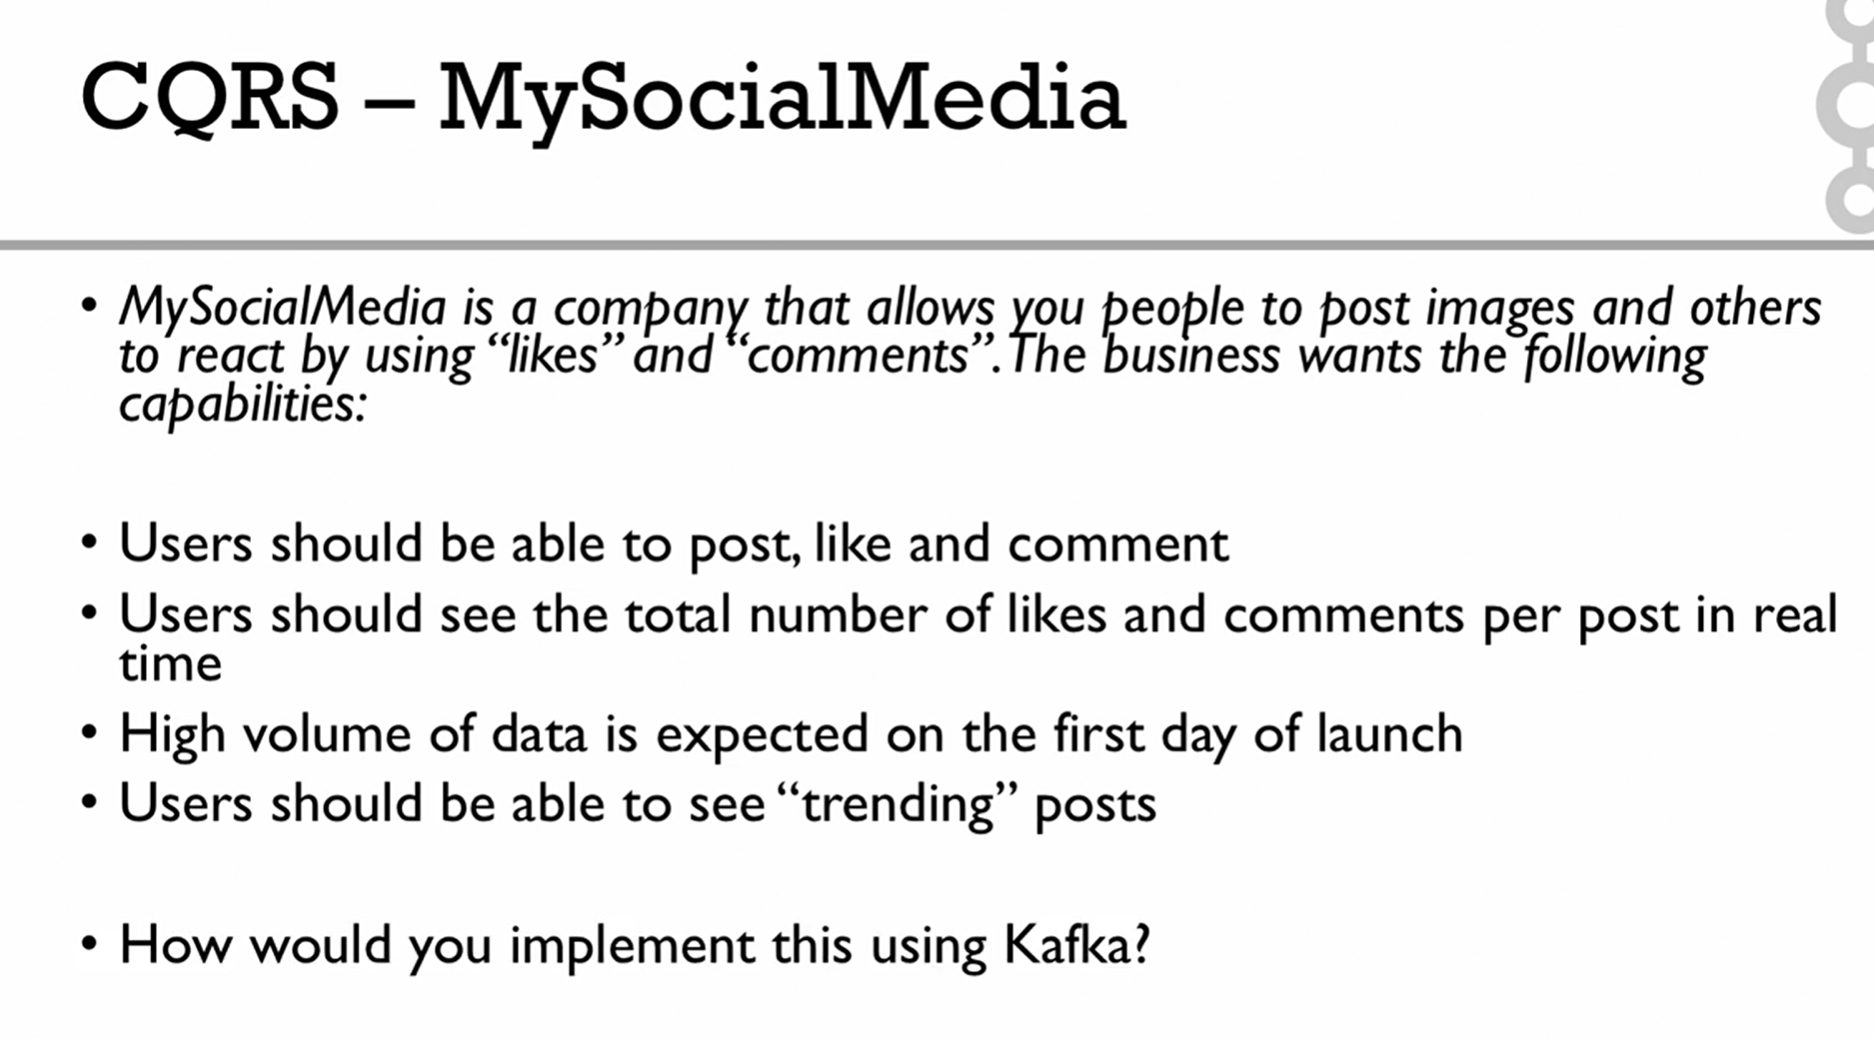 CQRS – MySocialMedia
• MySocialMedia is a company that allows you people to post images and others
to react by using “likes” and “comments”. The business wants the following
capabilities:
• Users should be able to post, like and comment
• Users should see the total number of likes and comments per post in real
time
• High volume of data is expected on the first day of launch
• Users should be able to see “trending” posts
• How would you implement this using Kafka?